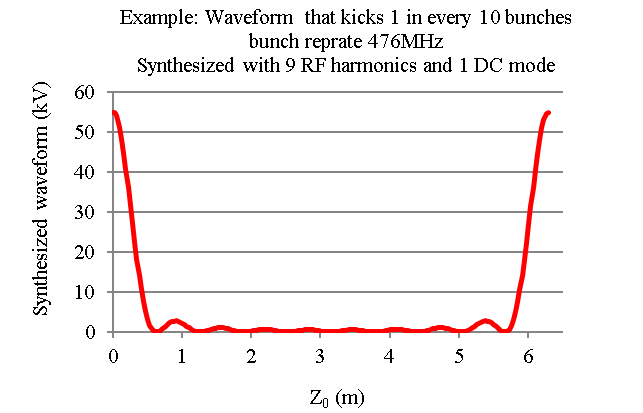 Example: Waveform that kicks 1 in every 10 bunches
bunch reprate 476MHz
Synthesized with 9 RF harmonics and 1 DC mode
Synthesized waveform (kV)
60
50
40
30
20
10
0
0 1 2 3 4 5 6
Z₀ (m)